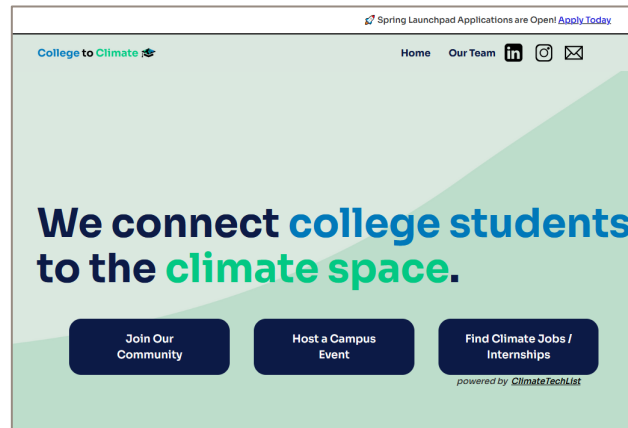 🚀 Spring Launchpad Applications are Open! Apply Today
College to Climate 🎓
Home Our Team in
We connect college students
to the climate space.
Join Our
Community
Host a Campus
Event
Find Climate Jobs /
Internships
powered by ClimateTechList